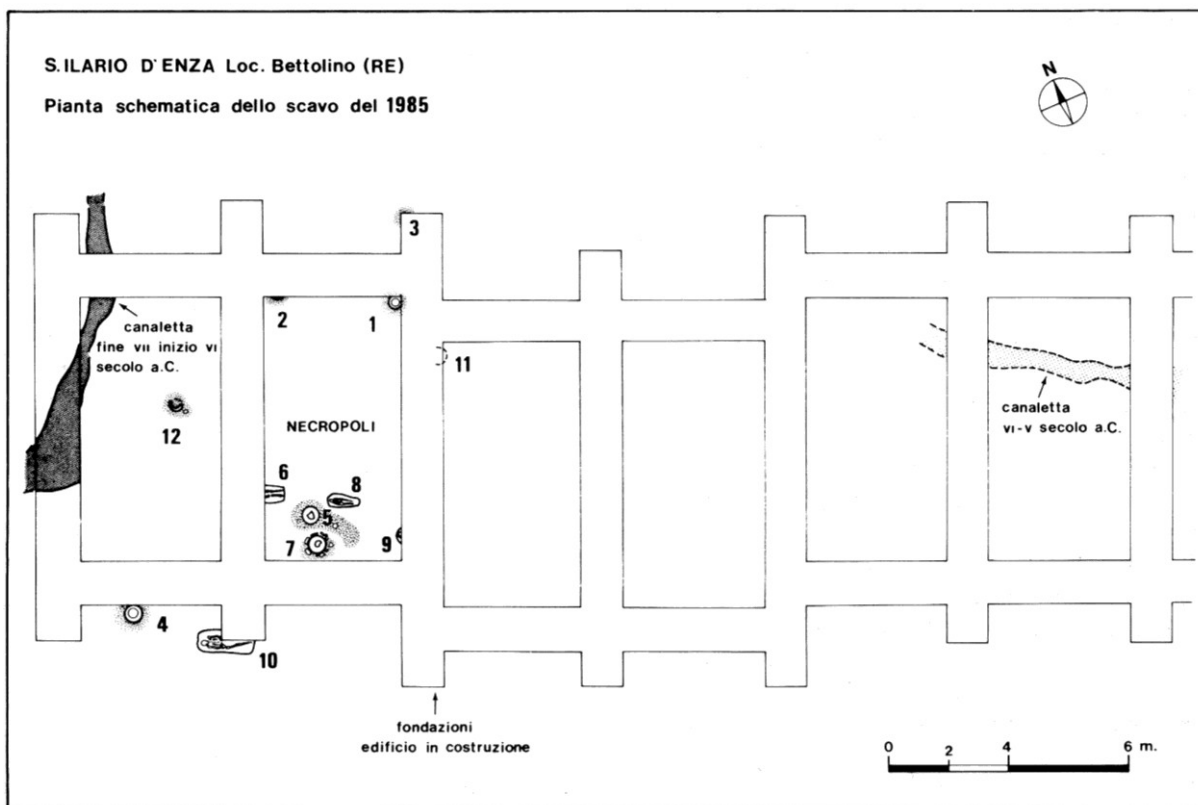 S. ILARIO D'ENZA Loc. Bettolino (RE)
Pianta schematica dello scavo del 1985
N
3
canaletta
fine VII inizio VI
secolo a.C.
2
1
11
12
NECROPOLI
canaletta
VI-V secolo a.C.
6
8
5
7
9
4
10
fondazioni
edificio in costruzione
0 2 4 6 m.